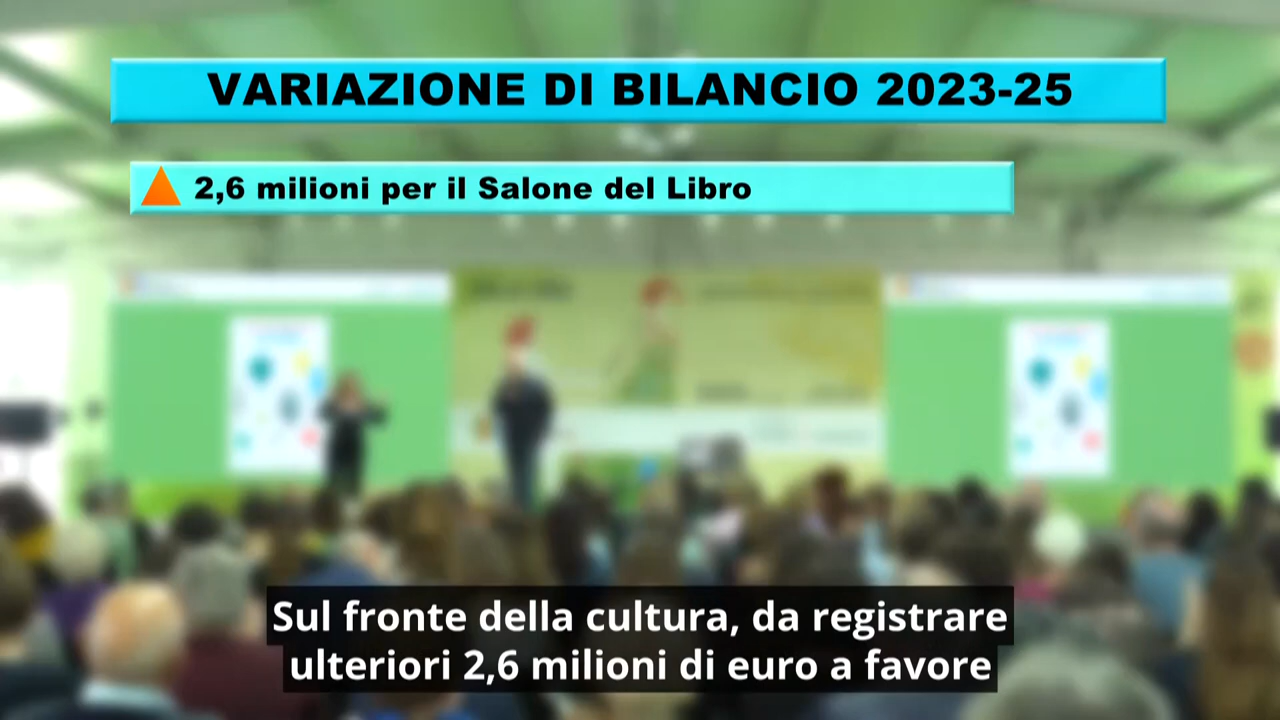 VARIAZIONE DI BILANCIO 2023-25
2,6 milioni per il Salone del Libro
Sul fronte della cultura, da registrare
ulteriori 2,6 milioni di euro a favore